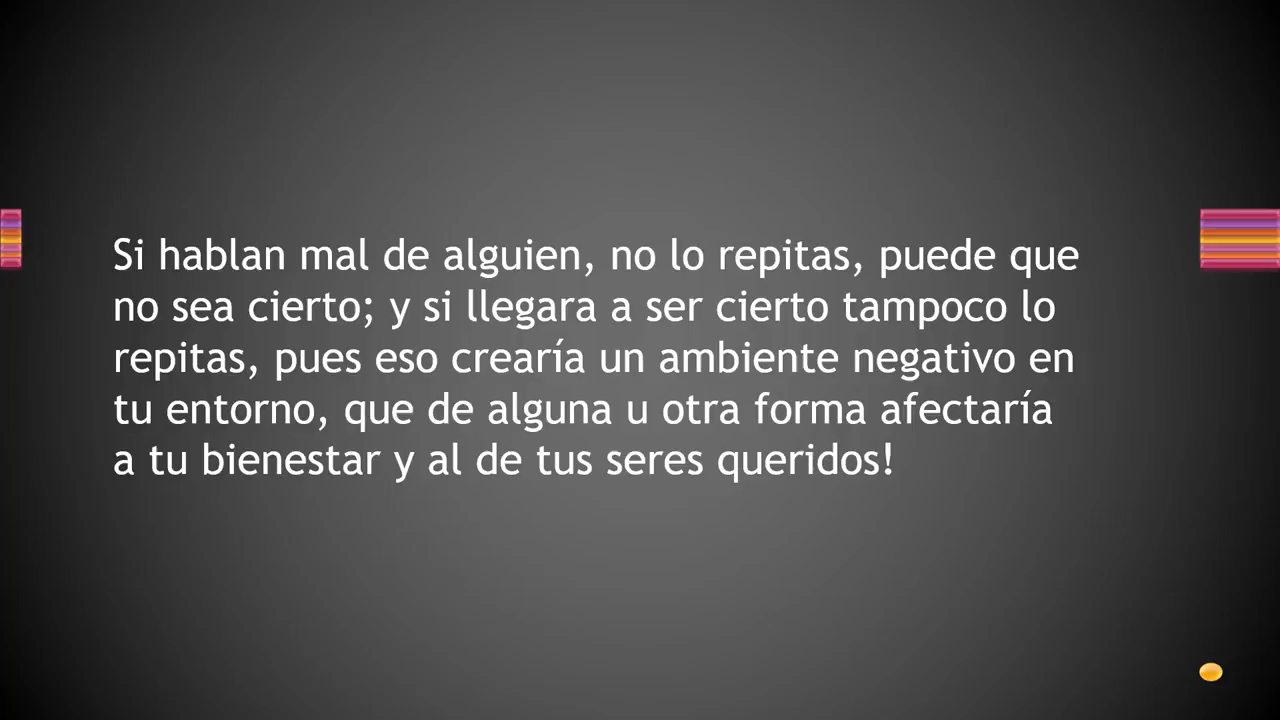 Si hablan mal de alguien, no lo repitas, puede que
no sea cierto; y si llegara a ser cierto tampoco lo
repitas, pues eso crearía un ambiente negativo en
tu entorno, que de alguna u otra forma afectaría
a tu bienestar y al de tus seres queridos!